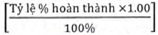 [Tỷ lệ % hoàn thành ×1.00]
100%